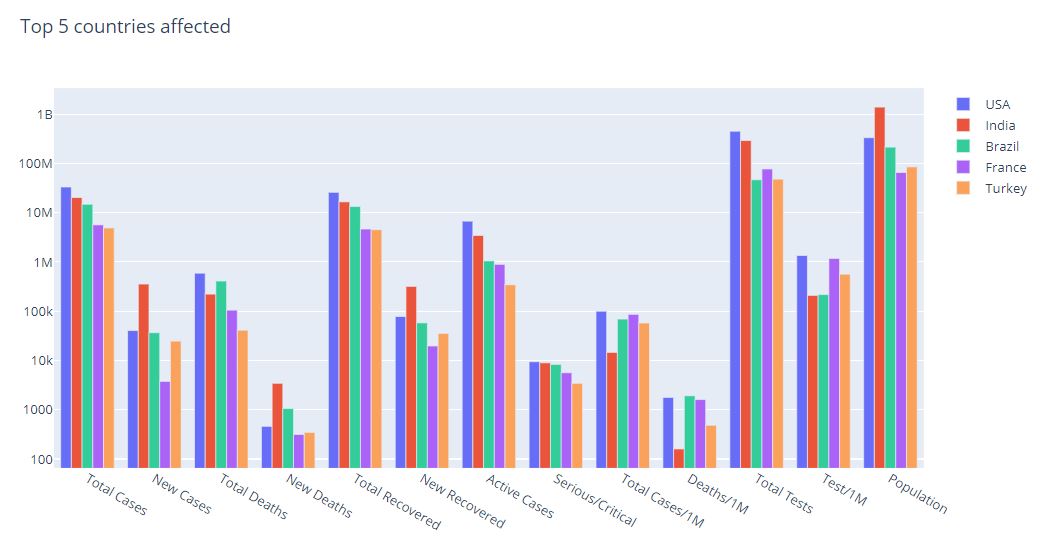 Top 5 countries affected
1B
100M
10M
1M
100k
10k
1000
100
USA
India
Brazil
France
Turkey
Total Cases
New Cases
Total Deaths
New Deaths
Total Recovered
New Recovered
Active Cases
Serious/Critical
Total Cases/1M
Deaths/1M
Total Tests
Test/1M
Population